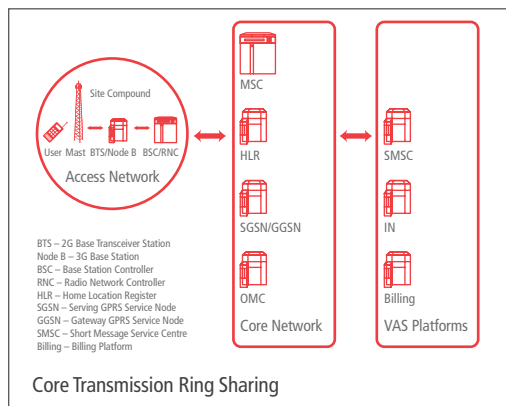 Site Compound
User Mast BTS/Node B BSC/RNC
Access Network
MSC
HLR
SGSN/GGSN
OMC
Core Network
SMSC
IN
Billing
VAS Platforms
BTS – 2G Base Transceiver Station
Node B – 3G Base Station
BSC – Base Station Controller
RNC – Radio Network Controller
HLR – Home Location Register
SGSN – Serving GPRS Service Node
GGSN – Gateway GPRS Service Node
SMSC – Short Message Service Centre
Billing – Billing Platform
Core Transmission Ring Sharing